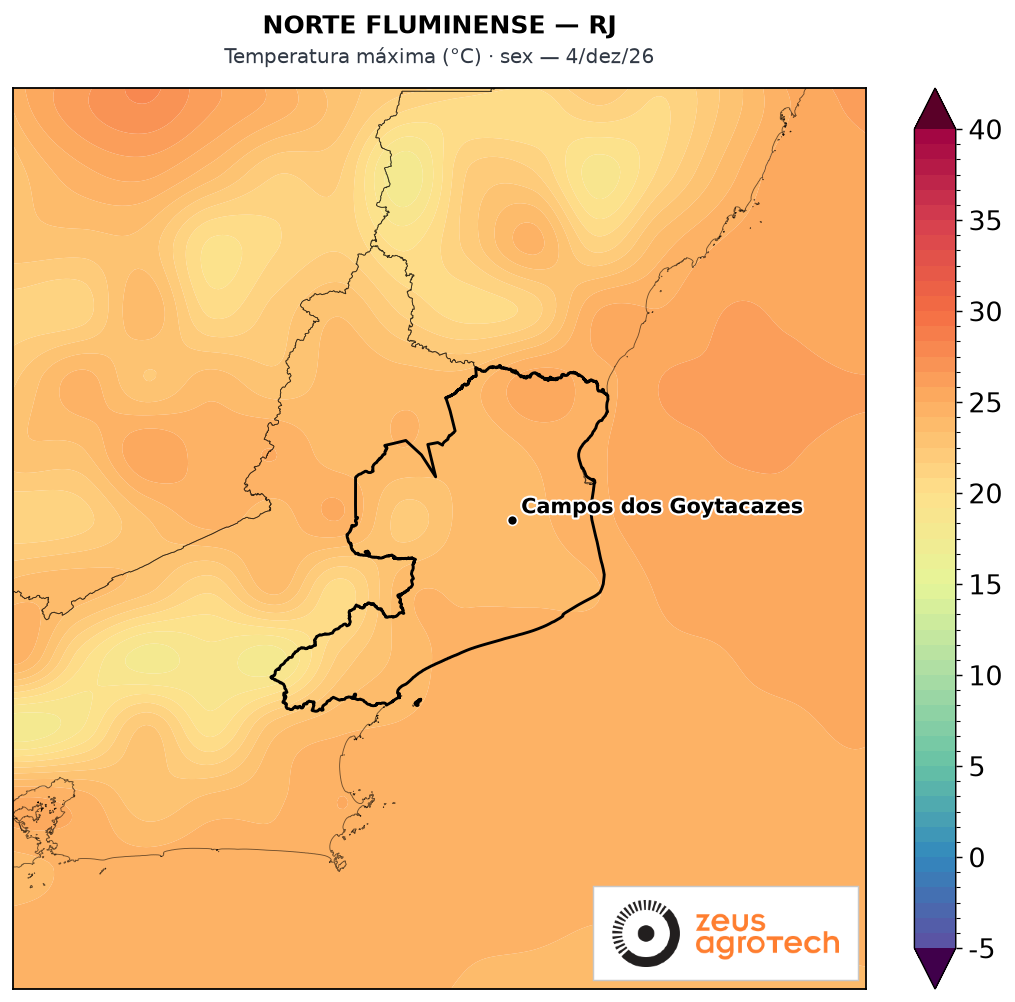 NORTE FLUMINENSE — RJ
Temperatura máxima (°C) · sex — 4/dez/26
40
35
30
25
20
15
10
5
0
-5
Campos dos Goytacazes
zeus
agrotech